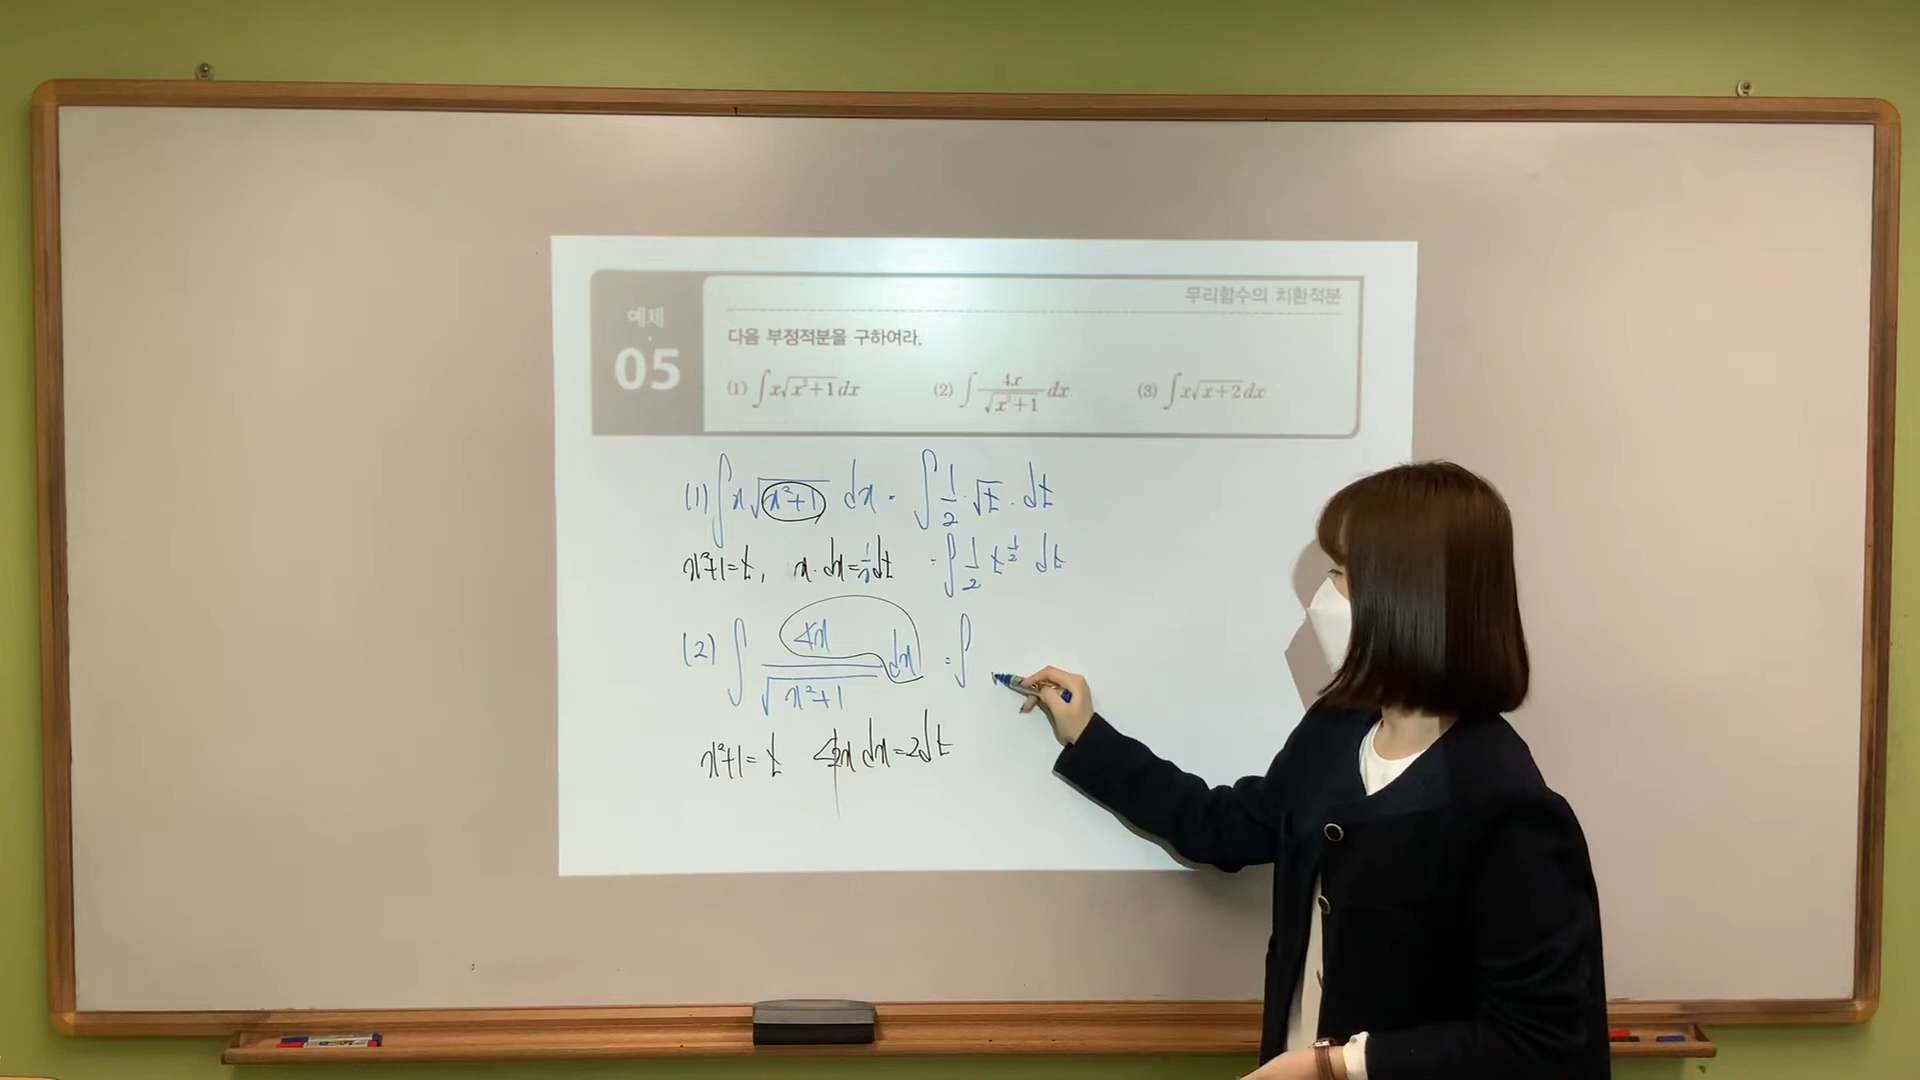 무리함수의 치환적분
예제
05
다음 부정적분을 구하여라.
(1) ∫x√(x²+1) dx (2) ∫ 4x/√(x²+1) dx (3) ∫x√(x+2) dx
(1) ∫x√(x²+1) dx = ∫ 1/2 · √t · dt
x²+1=t, x·dx=1/2 dt = ∫ 1/2 t^(1/2) dt
(2) ∫ 4x/√(x²+1) dx = ∫
x²+1=t 4x dx=2dt